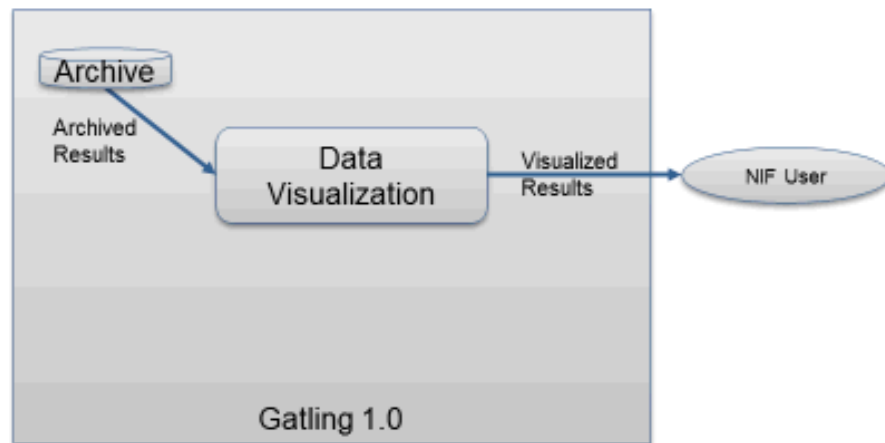 Archive
Archived
Results
Data
Visualization
Visualized
Results
NIF User
Gatling 1.0